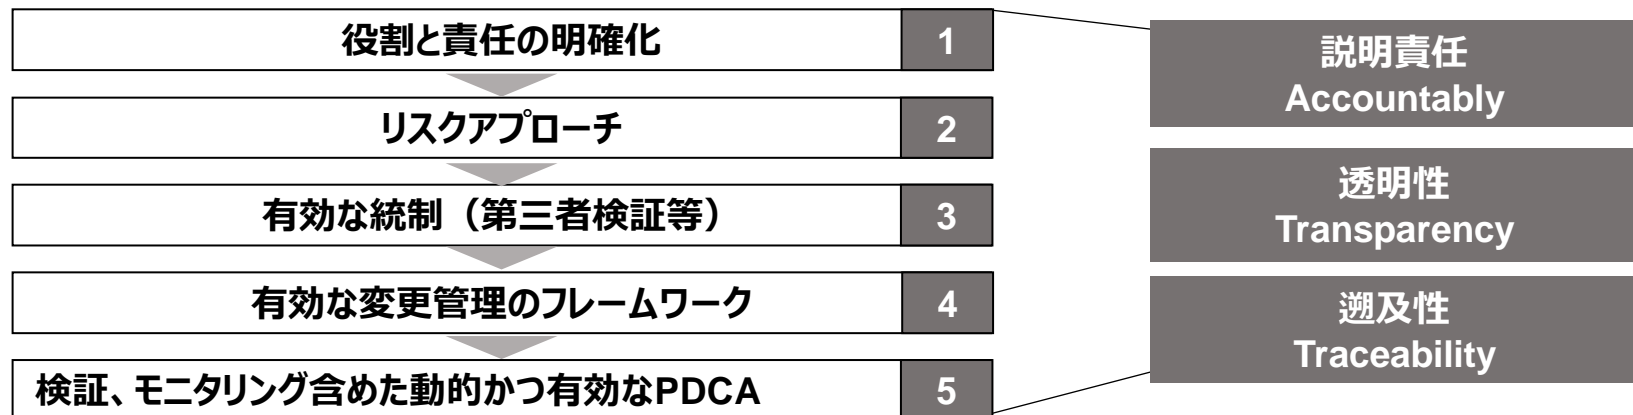 役割と責任の明確化 1
リスクアプローチ 2
有効な統制（第三者検証等） 3
有効な変更管理のフレームワーク 4
検証、モニタリング含めた動的かつ有効なPDCA 5
説明責任
Accountably
透明性
Transparency
遡及性
Traceability